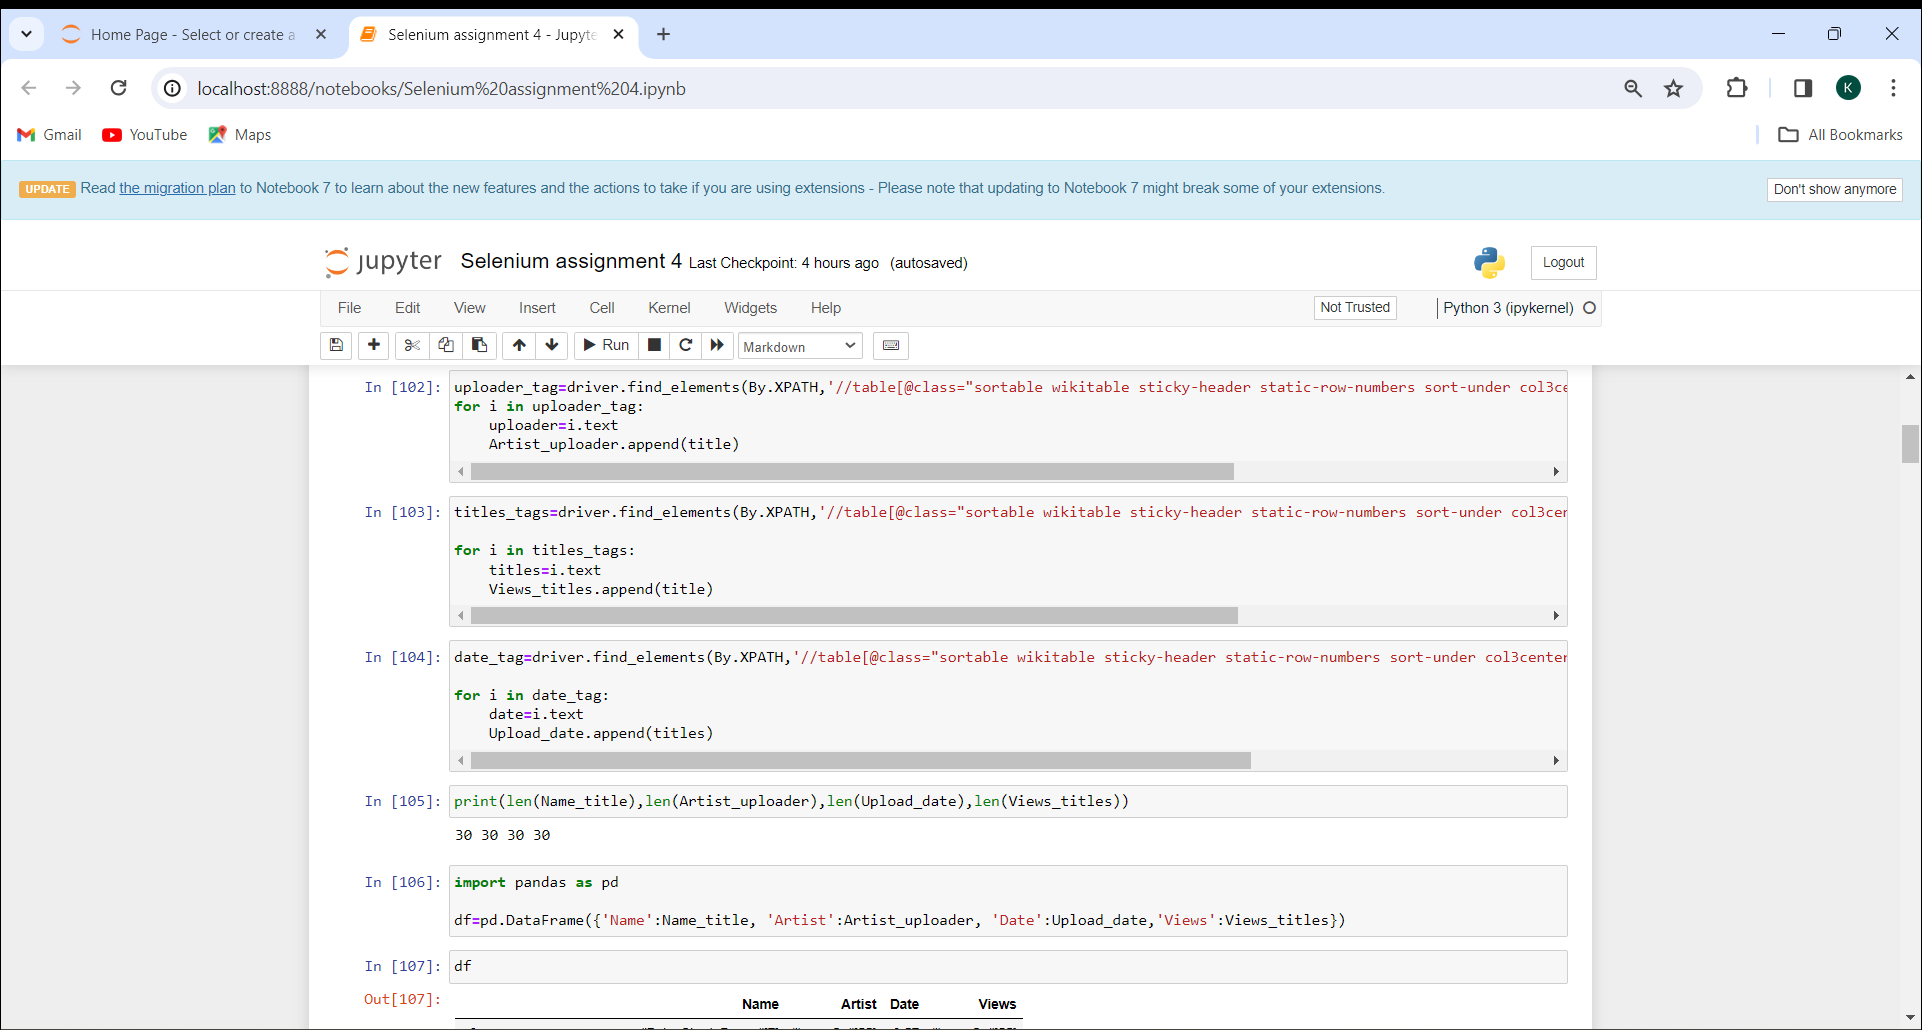 Home Page - Select or create a
Selenium assignment 4 - Jupyte
localhost:8888/notebooks/Selenium%20assignment%204.ipynb
K
Gmail
YouTube
Maps
All Bookmarks
UPDATE Read the migration plan to Notebook 7 to learn about the new features and the actions to take if you are using extensions - Please note that updating to Notebook 7 might break some of your extensions.
Don't show anymore
jupyter Selenium assignment 4 Last Checkpoint: 4 hours ago (autosaved)
Logout
File Edit View Insert Cell Kernel Widgets Help
Not Trusted
Python 3 (ipykernel)
Run
Markdown
In [102]: uploader_tag=driver.find_elements(By.XPATH,'//table[@class="sortable wikitable sticky-header static-row-numbers sort-under col3ce
for i in uploader_tag:
    uploader=i.text
    Artist_uploader.append(title)
In [103]: titles_tags=driver.find_elements(By.XPATH,'//table[@class="sortable wikitable sticky-header static-row-numbers sort-under col3cen
for i in titles_tags:
    titles=i.text
    Views_titles.append(title)
In [104]: date_tag=driver.find_elements(By.XPATH,'//table[@class="sortable wikitable sticky-header static-row-numbers sort-under col3center
for i in date_tag:
    date=i.text
    Upload_date.append(titles)
In [105]: print(len(Name_title),len(Artist_uploader),len(Upload_date),len(Views_titles))
30 30 30 30
In [106]: import pandas as pd
df=pd.DataFrame({'Name':Name_title, 'Artist':Artist_uploader, 'Date':Upload_date,'Views':Views_titles})
In [107]: df
Out[107]:
Name Artist Date Views